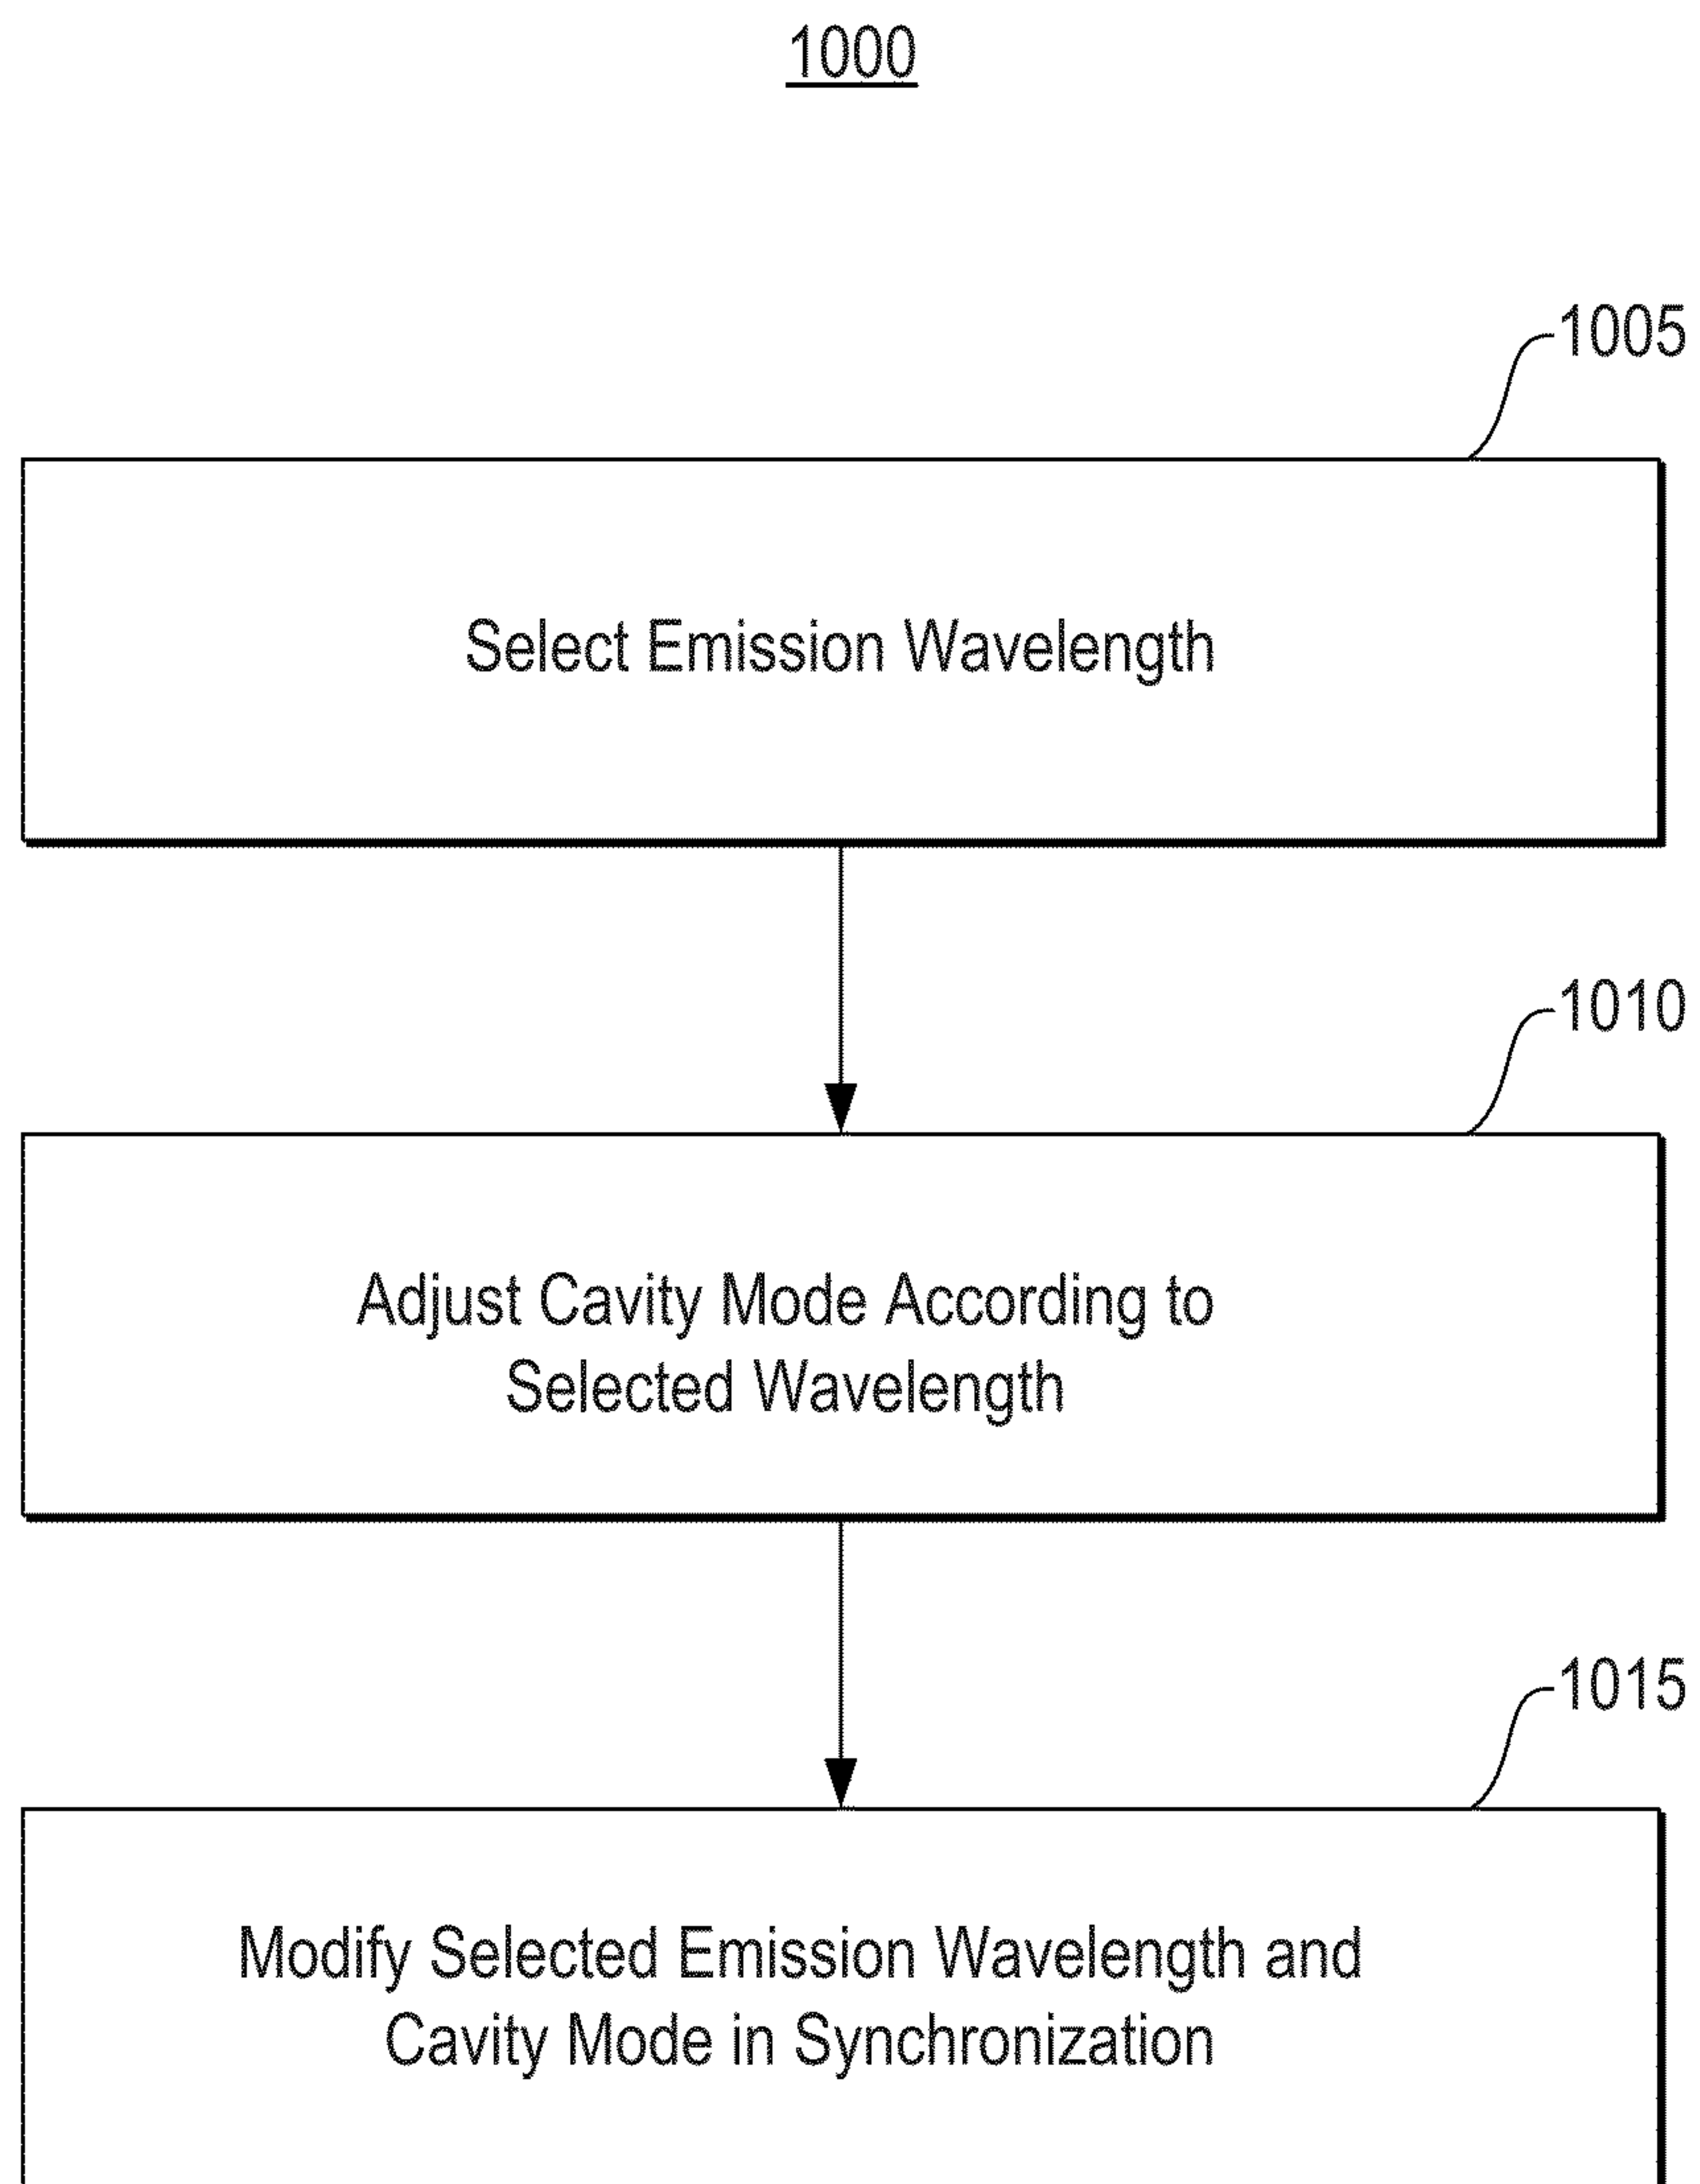 1000
1005
Select Emission Wavelength
1010
Adjust Cavity Mode According to
Selected Wavelength
1015
Modify Selected Emission Wavelength and
Cavity Mode in Synchronization